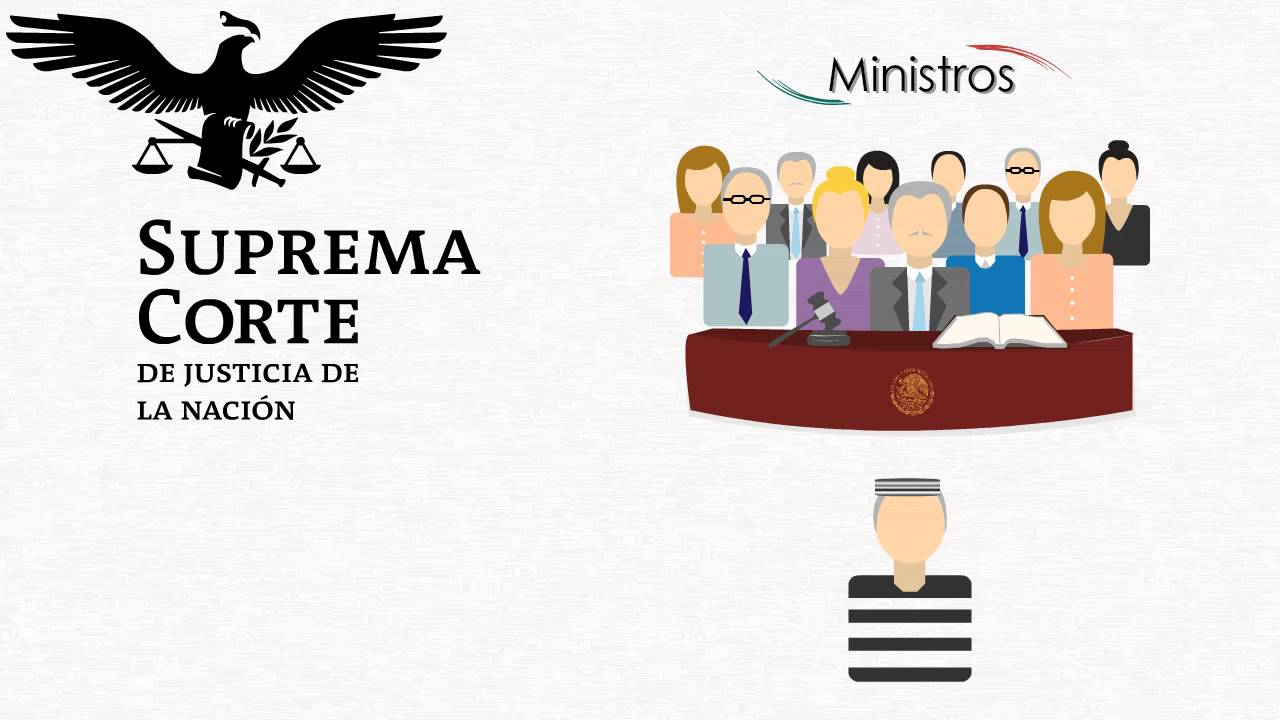 SUPREMA
CORTE
DE JUSTICIA DE
LA NACIÓN
Ministros